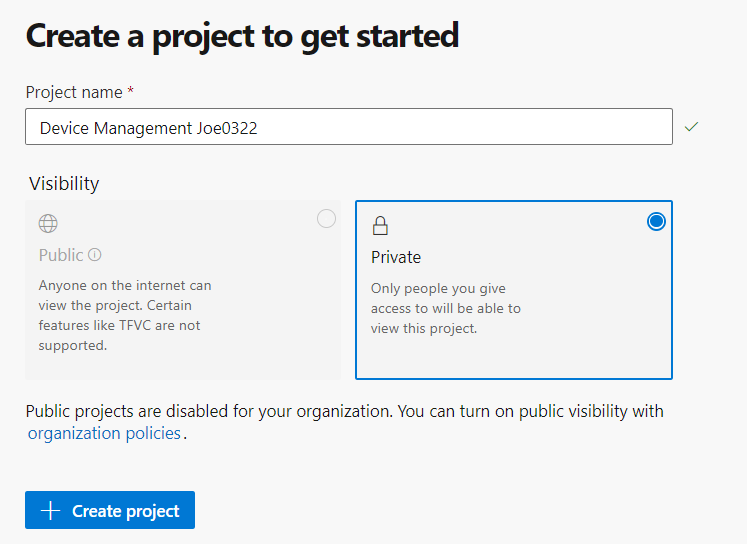 Create a project to get started
Project name *
Device Management Joe0322
Visibility
Public
Anyone on the internet can
view the project. Certain
features like TFVC are not
supported.
Private
Only people you give
access to will be able to
view this project.
Public projects are disabled for your organization. You can turn on public visibility with
organization policies.
Create project